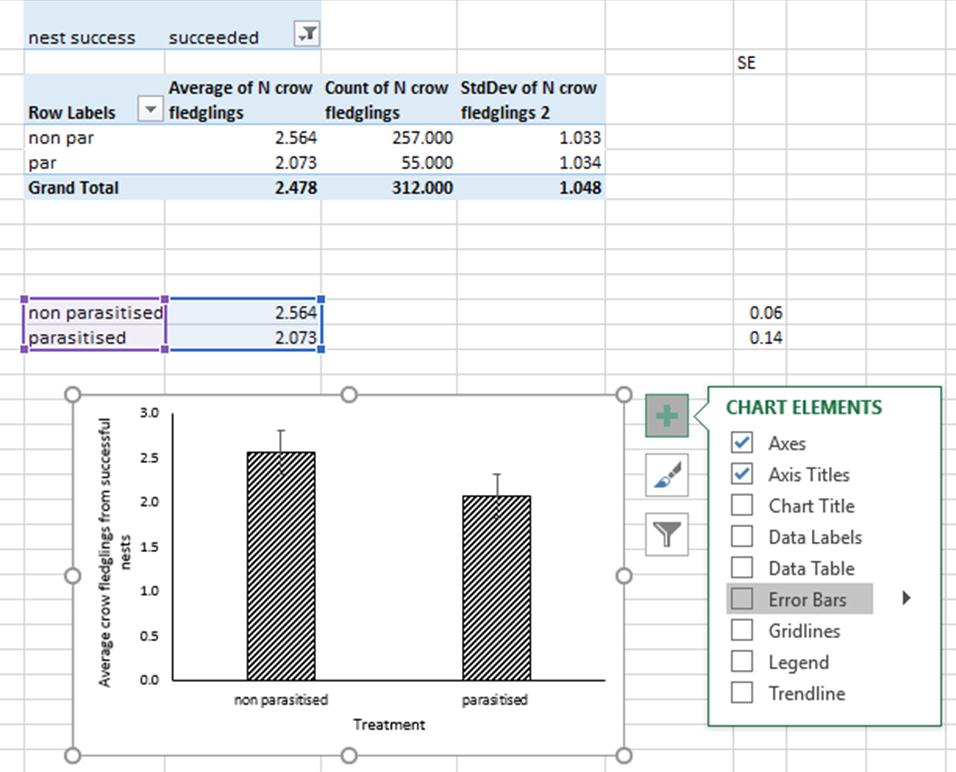 nest success succeeded
SE
Average of N crow Count of N crow StdDev of N crow
Row Labels fledglings fledglings fledglings 2
non par 2.564 257.000 1.033
par 2.073 55.000 1.034
Grand Total 2.478 312.000 1.048
non parasitised 2.564 0.06
parasitised 2.073 0.14
Average crow fledglings from successful
nests
3.0
2.5
2.0
1.5
1.0
0.5
0.0
non parasitised parasitised
Treatment
CHART ELEMENTS
Axes
Axis Titles
Chart Title
Data Labels
Data Table
Error Bars
Gridlines
Legend
Trendline